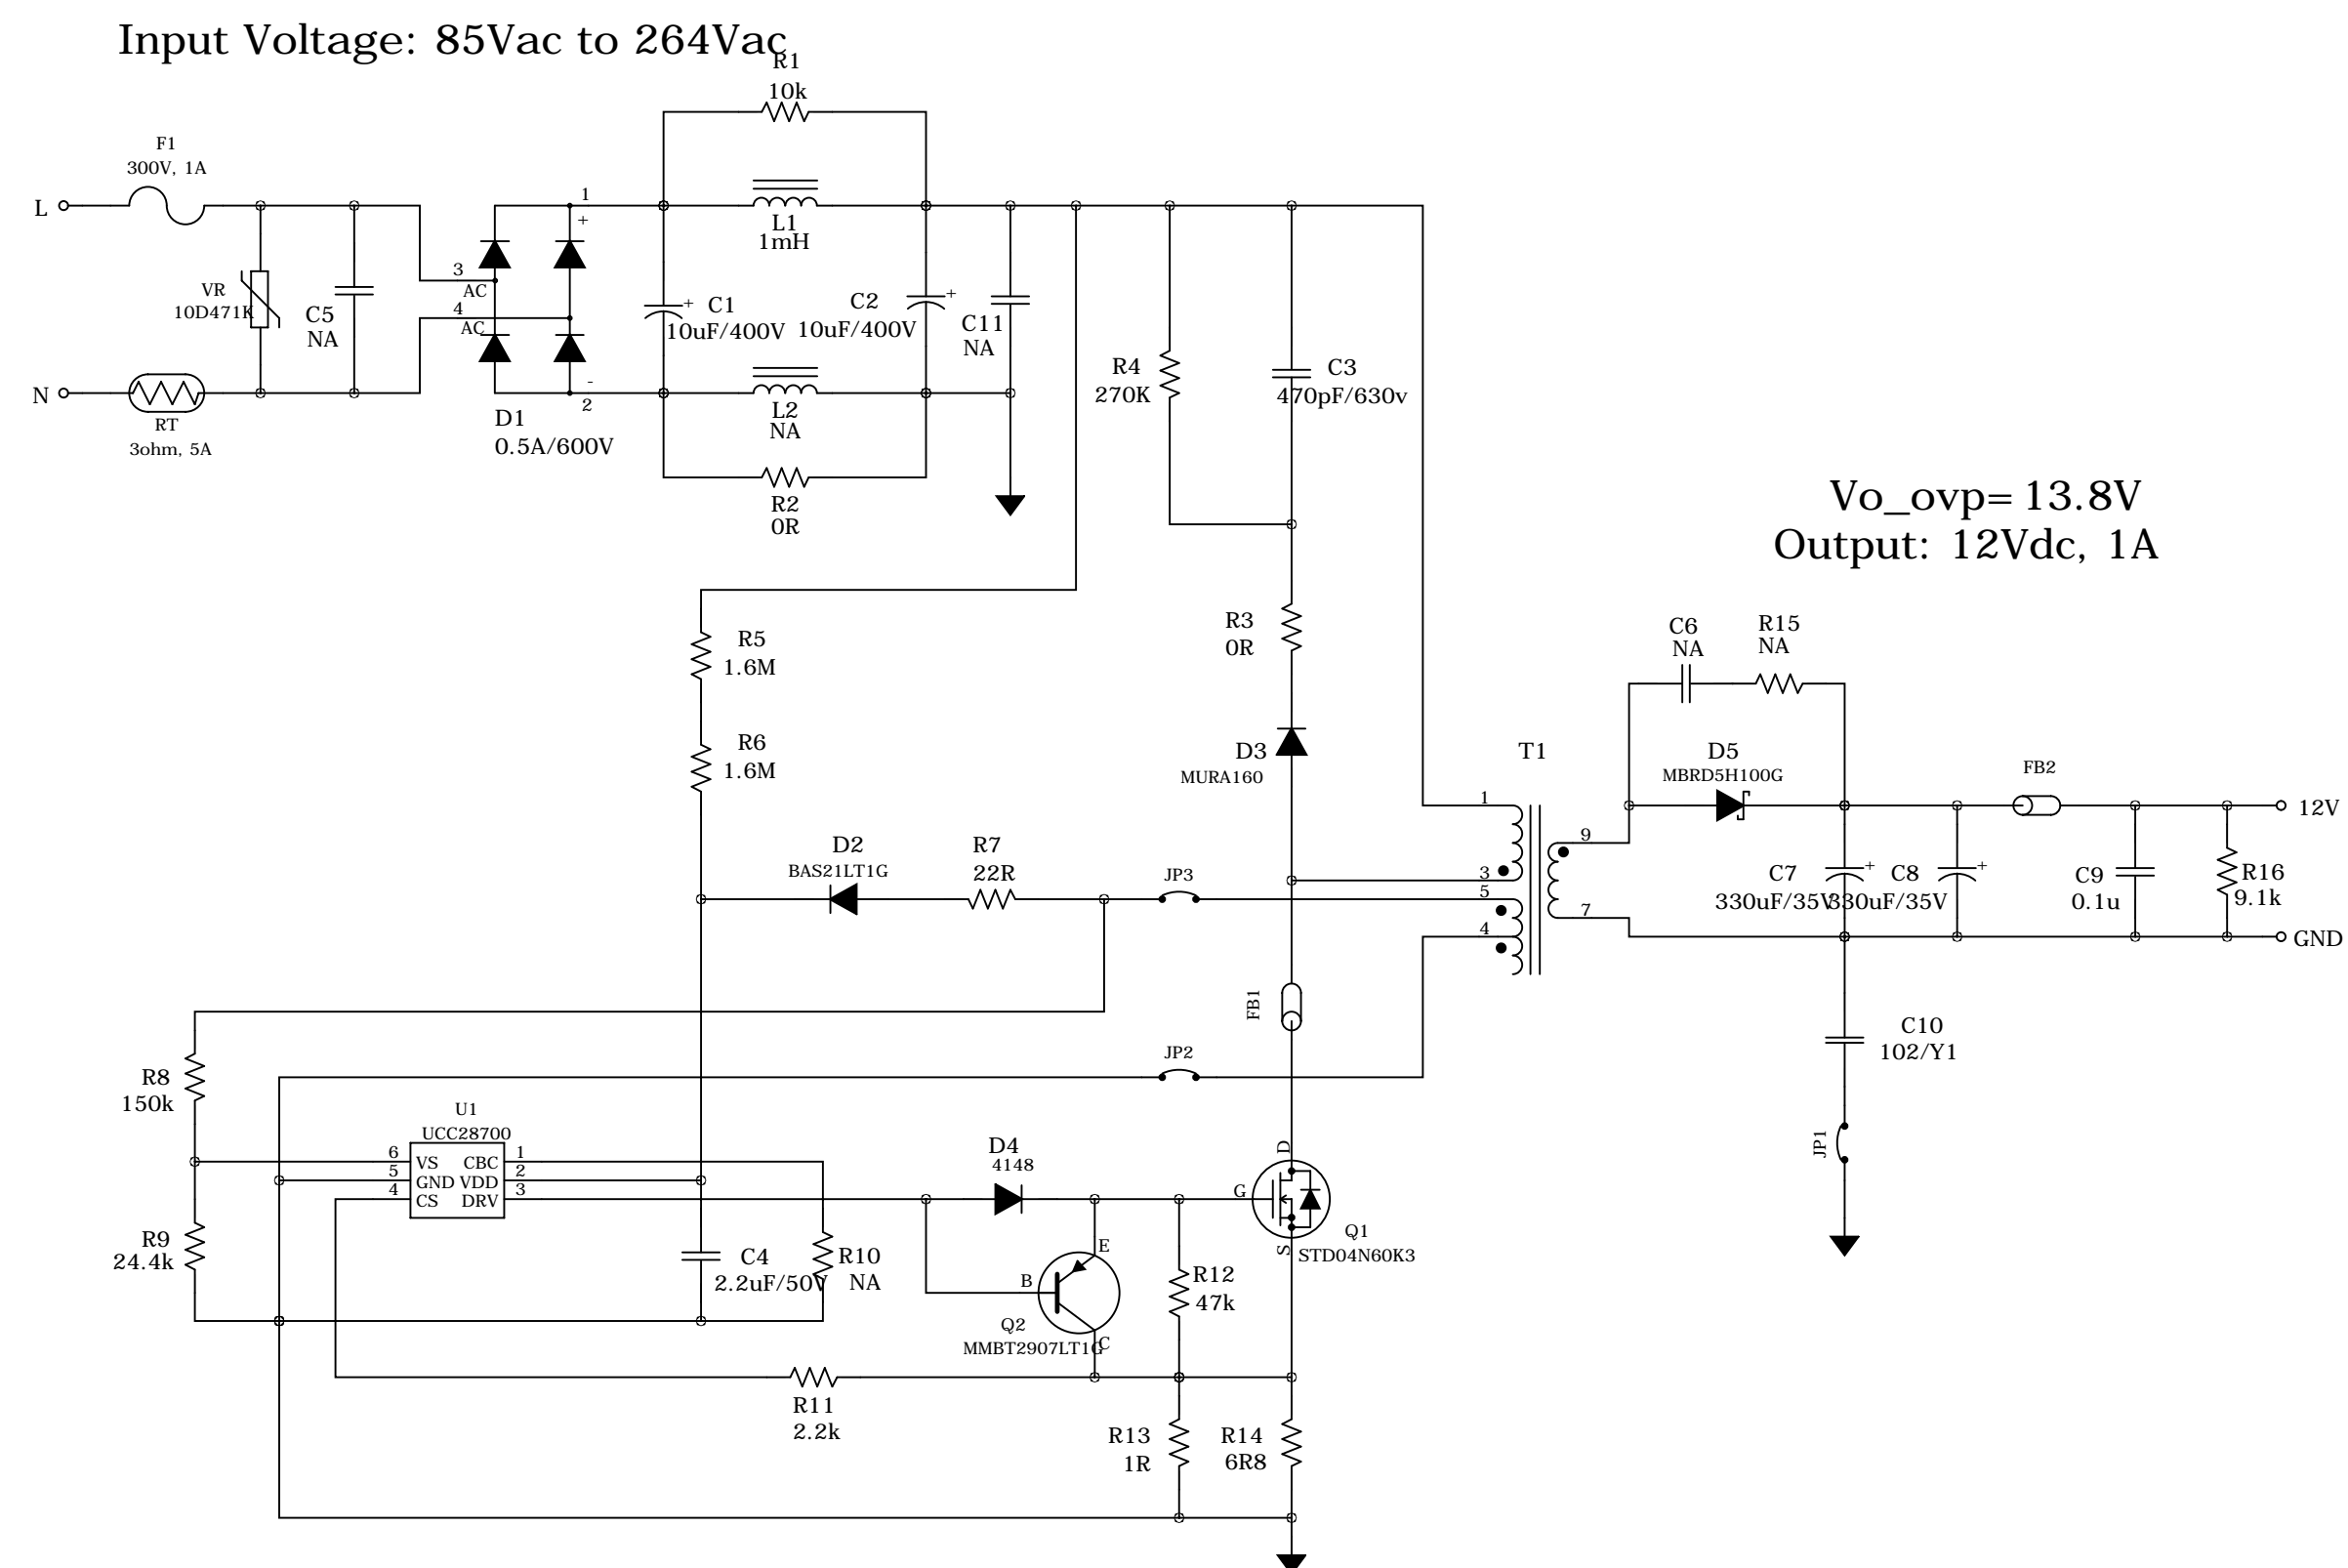 Input Voltage: 85Vac to 264Vac
R1
10k
F1
300V, 1A
L
1
+
L1
1mH
3
AC
4
AC
VR
10D471K
C5
NA
+ C1
10uF/400V
C2 +
10uF/400V
C11
NA
R4
270K
C3
470pF/630v
N
RT
3ohm, 5A
-
2
D1
0.5A/600V
L2
NA
R2
0R
Vo_ovp= 13.8V
Output: 12Vdc, 1A
R5
1.6M
R3
0R
C6
NA
R15
NA
R6
1.6M
D3
MURA160
T1
D5
MBRD5H100G
FB2
1
12V
9
D2
BAS21LT1G
R7
22R
JP3
3
5
4
7
C7 +
330uF/35V
C8 +
330uF/35V
C9
0.1u
R16
9.1k
GND
FB1
C10
102/Y1
JP2
R8
150k
U1
UCC28700
6 VS CBC 1
5 GND VDD 2
4 CS DRV 3
D4
4148
D
G
S
Q1
STD04N60K3
JP1
R9
24.4k
C4
2.2uF/50V
R10
NA
E
B
C
Q2
MMBT2907LT1G
R12
47k
R11
2.2k
R13
1R
R14
6R8